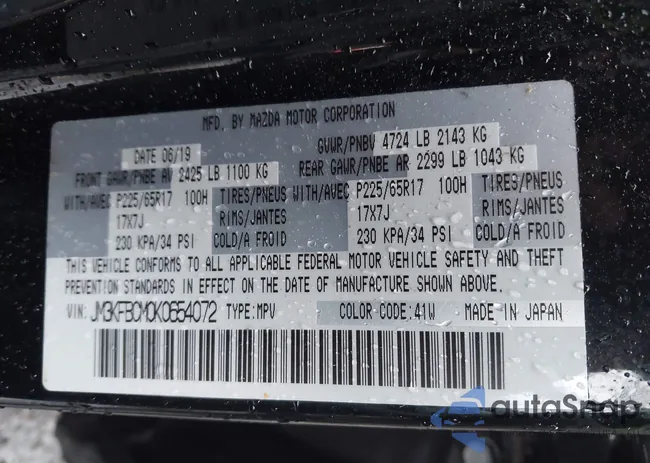 MFD. BY MAZDA MOTOR CORPORATION
DATE 06/19 GVWR/PNBV 4724 LB 2143 KG
FRONT GAWR/PNBE AV 2425 LB 1100 KG REAR GAWR/PNBE AR 2299 LB 1043 KG
WITH/AVEC P225/65R17 100H TIRES/PNEUS WITH/AVEC P225/65R17 100H TIRES/PNEUS
17X7J RIMS/JANTES 17X7J RIMS/JANTES
230 KPA/34 PSI COLD/A FROID 230 KPA/34 PSI COLD/A FROID
THIS VEHICLE CONFORMS TO ALL APPLICABLE FEDERAL MOTOR VEHICLE SAFETY AND THEFT
PREVENTION STANDARDS IN EFFECT ON THE DATE OF MANUFACTURE SHOWN ABOVE.
VIN: JM3KFBCM0K0654072 TYPE: MPV COLOR CODE: 41W MADE IN JAPAN
autoSnap